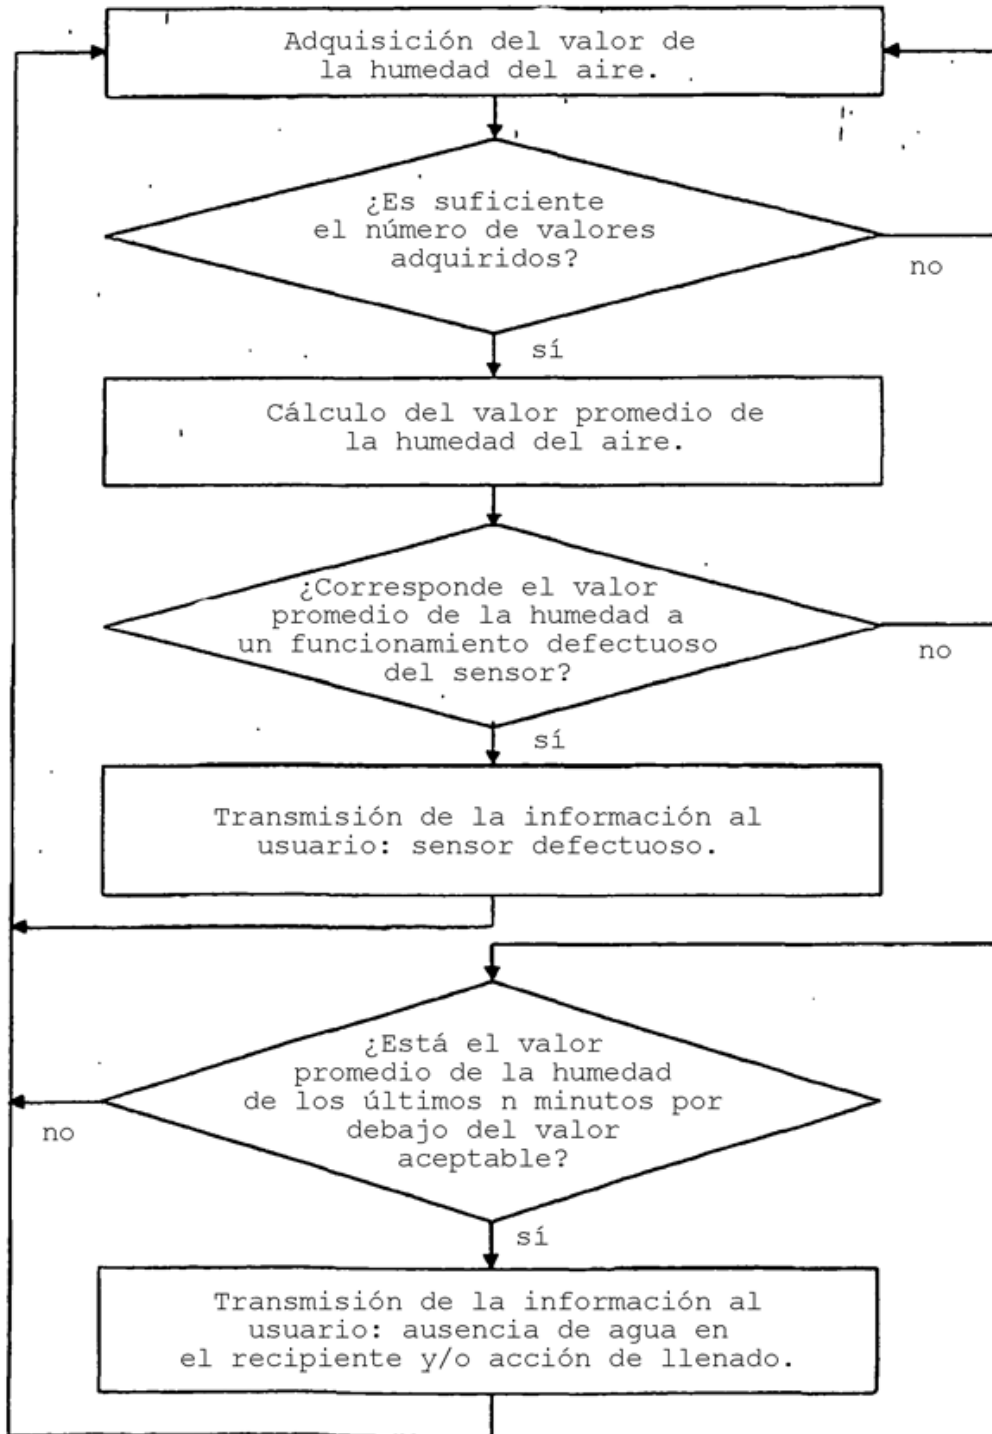 Adquisición del valor de
la humedad del aire.
¿Es suficiente
el número de valores
adquiridos?
no
sí
Cálculo del valor promedio de
la humedad del aire.
¿Corresponde el valor
promedio de la humedad a
un funcionamiento defectuoso
del sensor?
no
sí
Transmisión de la información al
usuario: sensor defectuoso.
¿Está el valor
promedio de la humedad
de los últimos n minutos por
debajo del valor
aceptable?
no
sí
Transmisión de la información al
usuario: ausencia de agua en
el recipiente y/o acción de llenado.